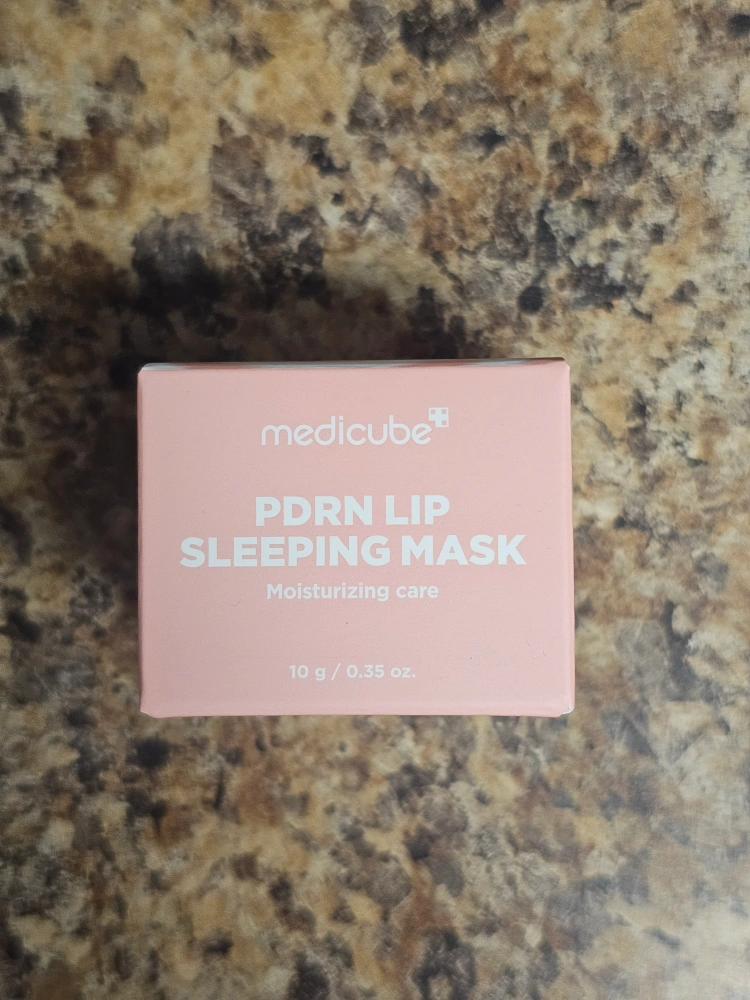 medicube
PDRN LIP
SLEEPING MASK
Moisturizing care
10 g / 0.35 oz.